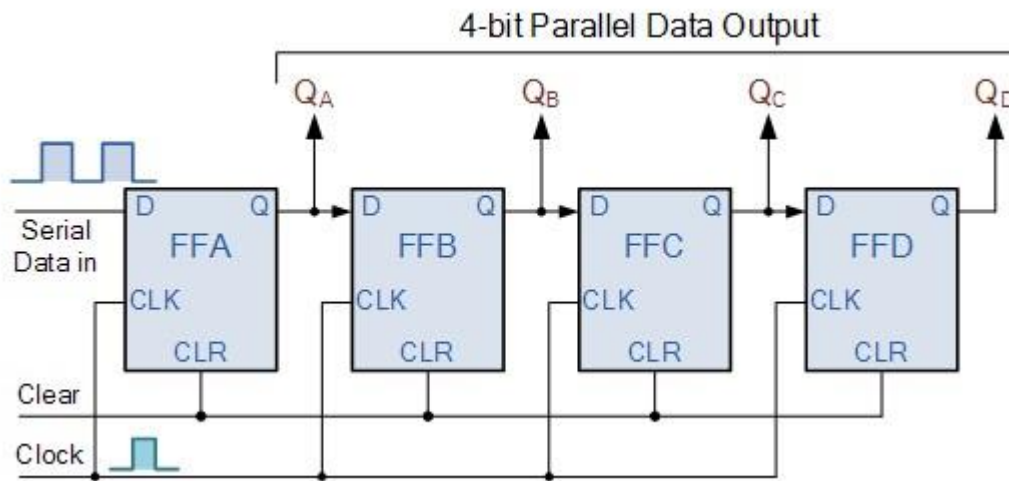 4-bit Parallel Data Output
QA QB QC QD
D Q D Q D Q D Q
Serial
Data in
FFA FFB FFC FFD
CLK CLK CLK CLK
CLR CLR CLR CLR
Clear
Clock